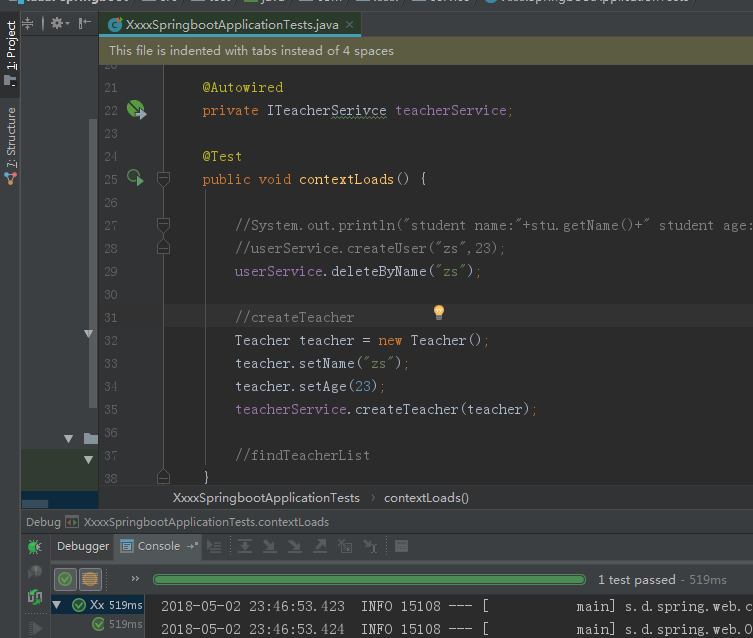 1: Project
7: Structure
XxxxSpringbootApplicationTests.java ×
This file is indented with tabs instead of 4 spaces
21 @Autowired
22 private ITeacherSerivce teacherService;
23
24 @Test
25 public void contextLoads() {
26
27 //System.out.println("student name:"+stu.getName()+" student age:
28 //userService.createUser("zs",23);
29 userService.deleteByName("zs");
30
31 //createTeacher
32 Teacher teacher = new Teacher();
33 teacher.setName("zs");
34 teacher.setAge(23);
35 teacherService.createTeacher(teacher);
36
37 //findTeacherList
38 }
XxxxSpringbootApplicationTests › contextLoads()
Debug XxxxSpringbootApplicationTests.contextLoads
Debugger Console
» 1 test passed - 519ms
Xx 519ms 2018-05-02 23:46:53.423 INFO 15108 --- [ main] s.d.spring.web.c
519ms 2018-05-02 23:46:53.424 INFO 15108 --- [ main] s.d.spring.web.O